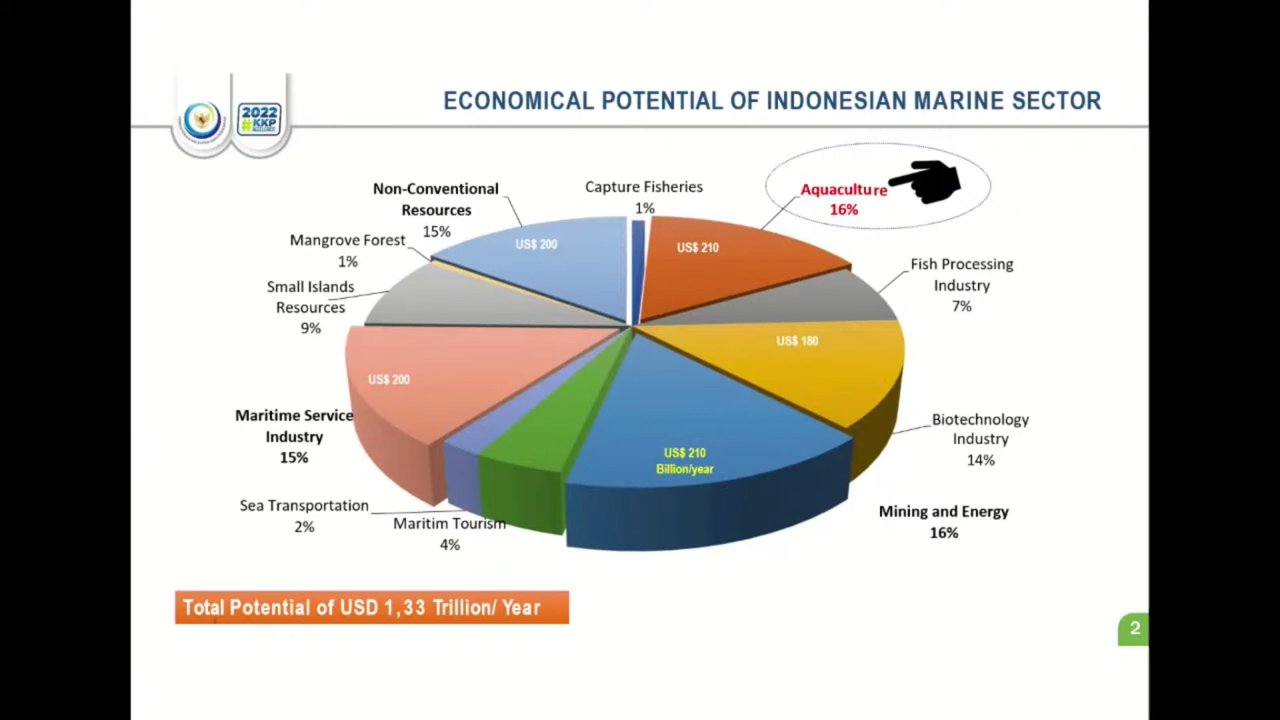 2022
#KKP
ECONOMICAL POTENTIAL OF INDONESIAN MARINE SECTOR
Non-Conventional
Resources
15%
Capture Fisheries
1%
Aquaculture
16%
Mangrove Forest
1%
US$ 200
US$ 210
Fish Processing
Industry
7%
Small Islands
Resources
9%
US$ 180
US$ 200
Maritime Service
Industry
15%
Biotechnology
Industry
14%
US$ 210
Billion/year
Sea Transportation
2%
Maritim Tourism
4%
Mining and Energy
16%
Total Potential of USD 1,33 Trillion/ Year
2